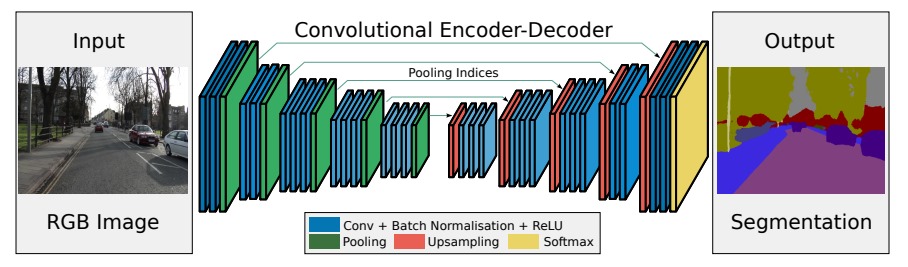 Input
RGB Image
Convolutional Encoder-Decoder
Pooling Indices
Conv + Batch Normalisation + ReLU
Pooling Upsampling Softmax
Output
Segmentation